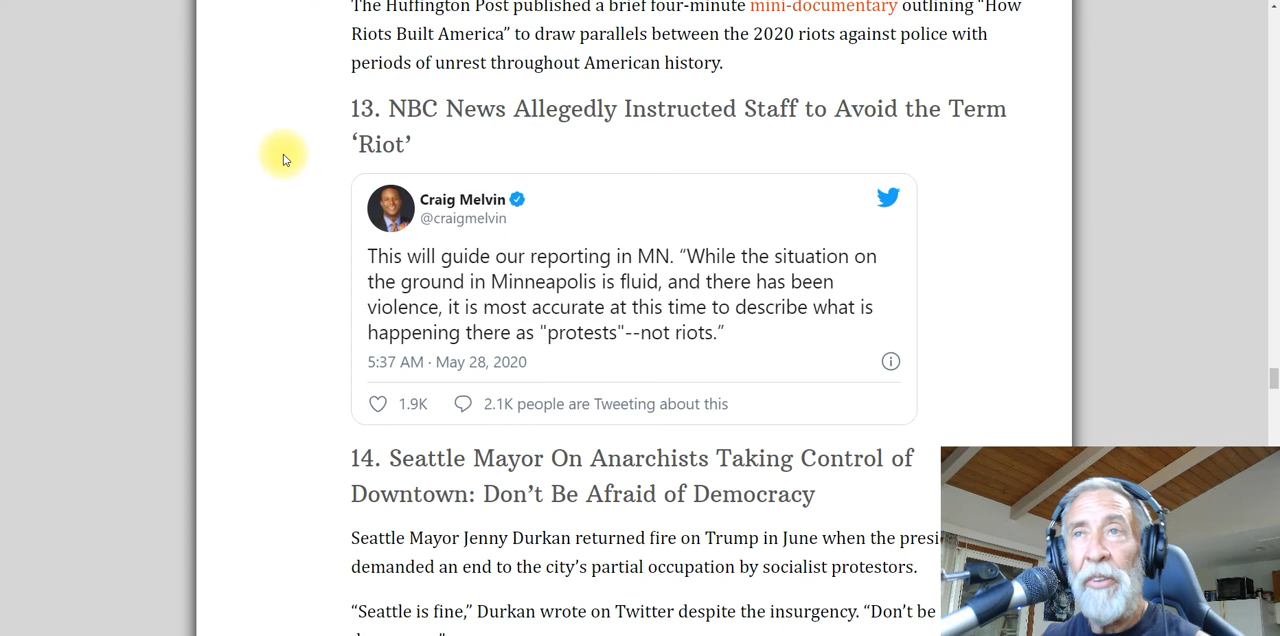 The Huffington Post published a brief four-minute mini-documentary outlining “How
Riots Built America” to draw parallels between the 2020 riots against police with
periods of unrest throughout American history.
13. NBC News Allegedly Instructed Staff to Avoid the Term
‘Riot’
Craig Melvin
@craigmelvin
This will guide our reporting in MN. “While the situation on
the ground in Minneapolis is fluid, and there has been
violence, it is most accurate at this time to describe what is
happening there as "protests"--not riots.”
5:37 AM · May 28, 2020
1.9K 2.1K people are Tweeting about this
14. Seattle Mayor On Anarchists Taking Control of
Downtown: Don’t Be Afraid of Democracy
Seattle Mayor Jenny Durkan returned fire on Trump in June when the presi
demanded an end to the city’s partial occupation by socialist protestors.
“Seattle is fine,” Durkan wrote on Twitter despite the insurgency. “Don’t be